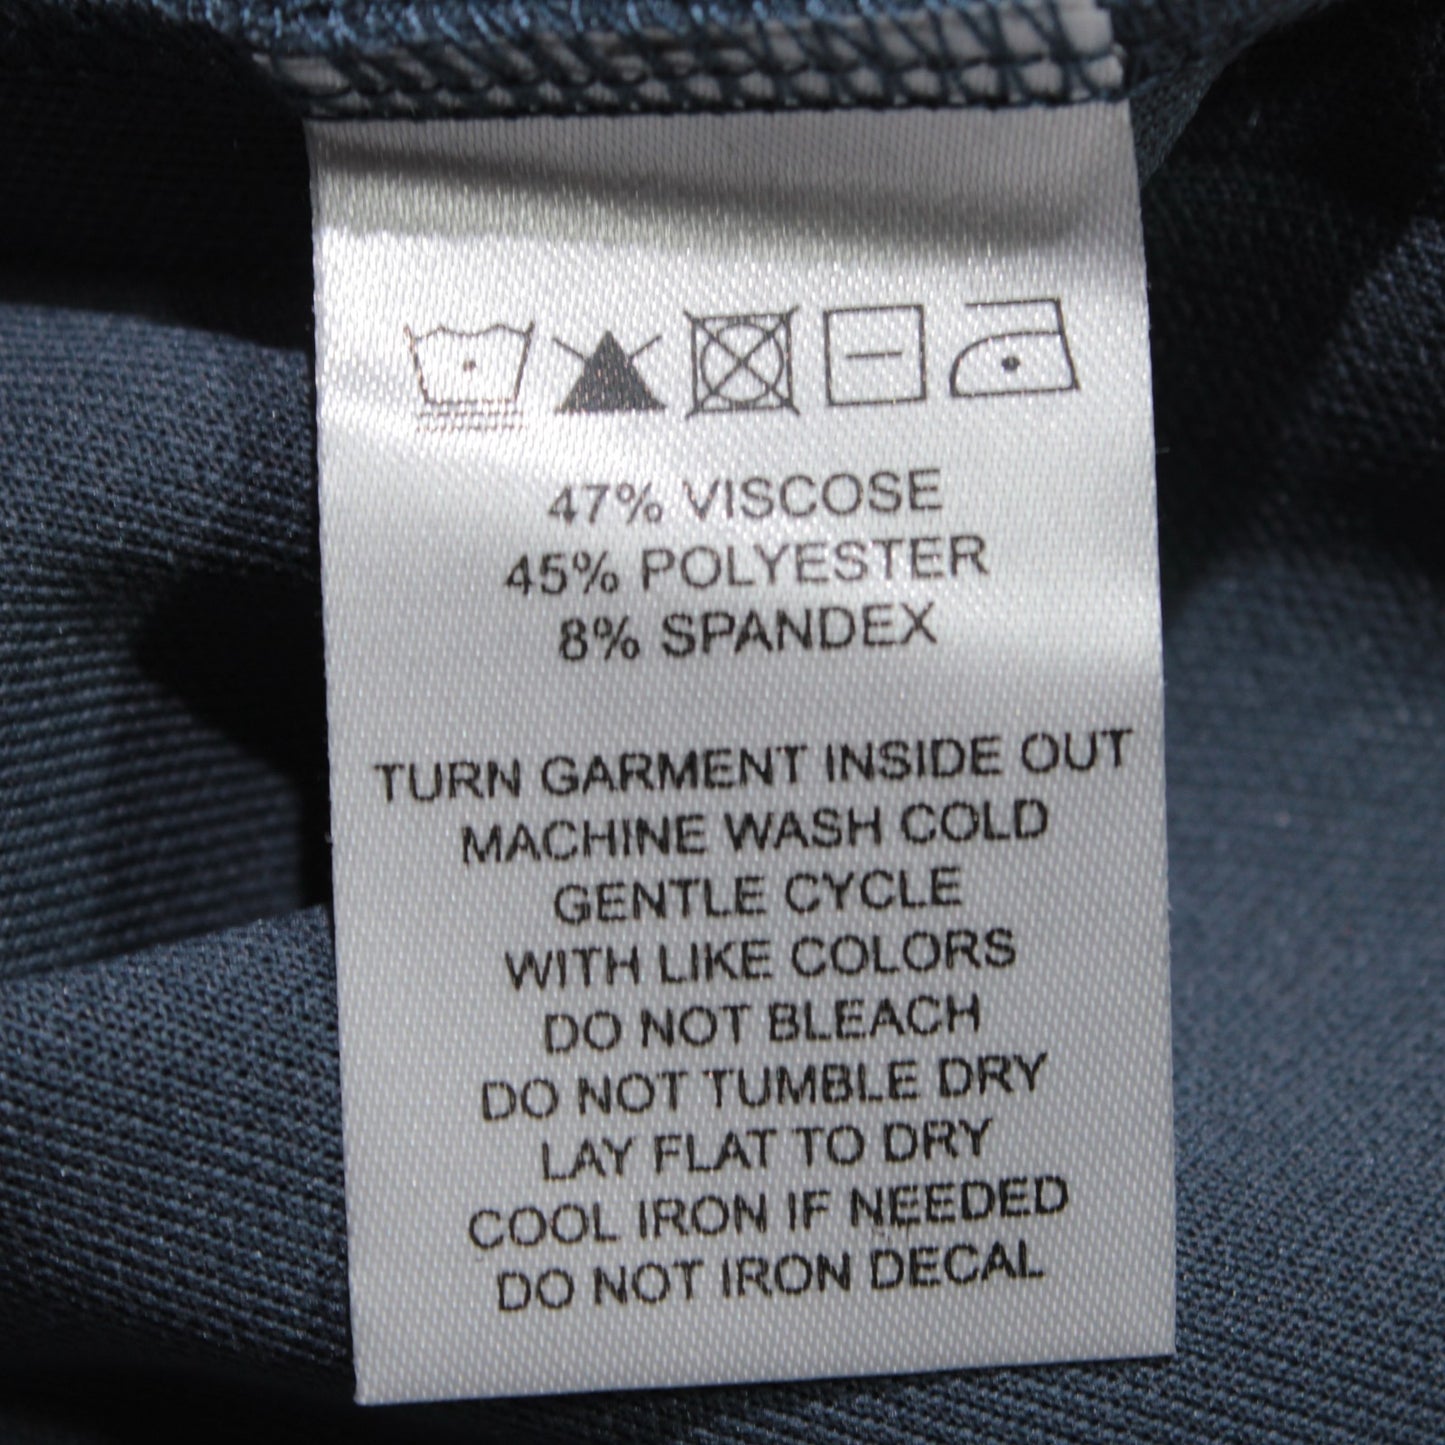 47% VISCOSE
45% POLYESTER
8% SPANDEX
TURN GARMENT INSIDE OUT
MACHINE WASH COLD
GENTLE CYCLE
WITH LIKE COLORS
DO NOT BLEACH
DO NOT TUMBLE DRY
LAY FLAT TO DRY
COOL IRON IF NEEDED
DO NOT IRON DECAL